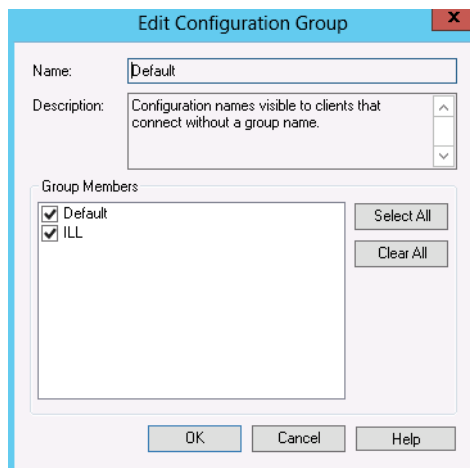 Edit Configuration Group
x
Name: Default
Description: Configuration names visible to clients that
connect without a group name.
Group Members
Default
Select All
ILL
Clear All
OK Cancel Help